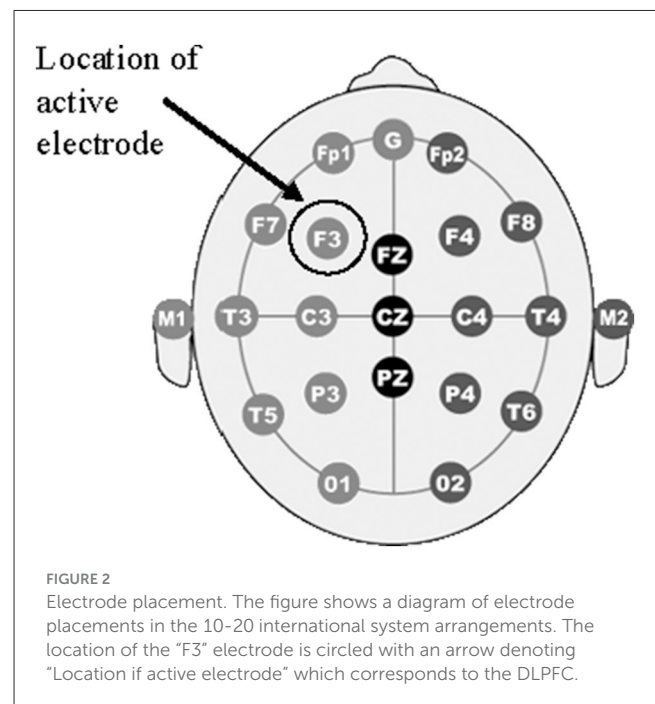 Location of
active
electrode
Fp1 G Fp2
F7 F3 F4 F8
FZ
M1 T3 C3 CZ C4 T4 M2
PZ
P3 P4
T5 T6
01 02
FIGURE 2
Electrode placement. The figure shows a diagram of electrode
placements in the 10-20 international system arrangements. The
location of the “F3” electrode is circled with an arrow denoting
“Location if active electrode” which corresponds to the DLPFC.